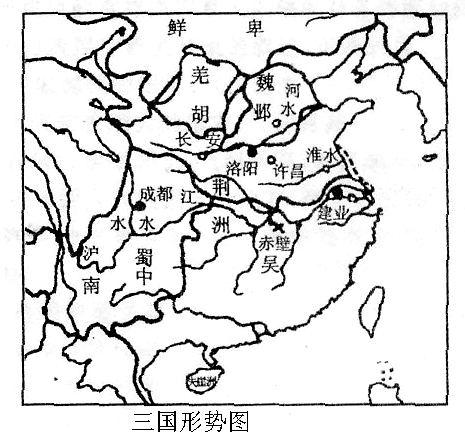 鲜卑
羌胡
魏
河水
邺
长安
洛阳
许昌
淮水
荆洲
成都
江水
水
建业
赤壁
吴
沪
南
蜀中
三国形势图